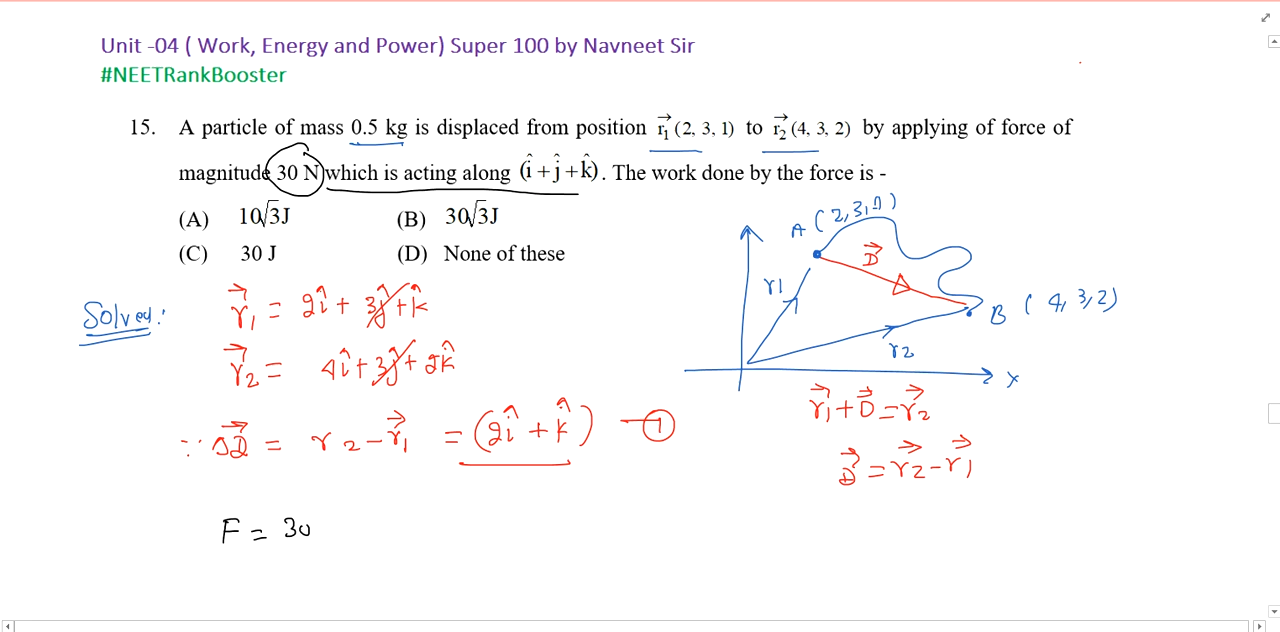 Unit -04 ( Work, Energy and Power) Super 100 by Navneet Sir
#NEETRankBooster
15. A particle of mass 0.5 kg is displaced from position r⃗₁ (2, 3, 1) to r⃗₂ (4, 3, 2) by applying of force of
magnitude 30 N which is acting along (î + ĵ + k̂). The work done by the force is -
(A) 10√3J (B) 30√3J
(C) 30 J (D) None of these
A (2,3,1)
D⃗
r1
B (4, 3, 2)
r2
x
Solved:
r⃗₁ = 2î + 3ĵ + k̂
r⃗₂ = 4î + 3ĵ + 2k̂
r⃗₁ + D⃗ = r⃗₂
∵ = r₂ - r⃗₁ = (2î + k̂) — ①
D⃗ = r⃗₂ - r⃗₁
F = 30